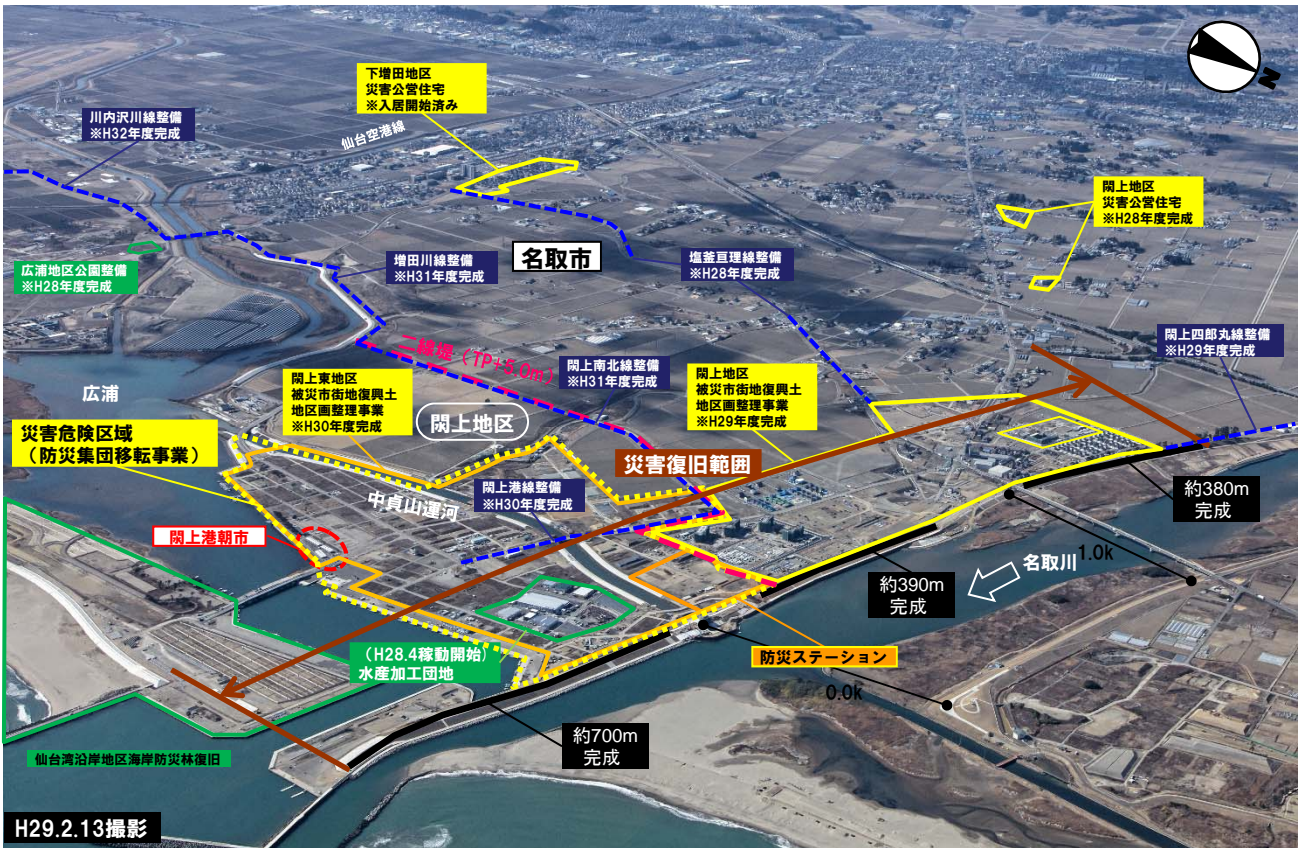 N
下増田地区
災害公営住宅
※入居開始済み
川内沢川線整備
※H32年度完成
仙台空港線
閖上地区
災害公営住宅
※H28年度完成
広浦地区公園整備
※H28年度完成
増田川線整備
※H31年度完成
名取市
塩釜亘理線整備
※H28年度完成
閖上四郎丸線整備
※H29年度完成
二線堤（TP+5.0m）
閖上南北線整備
※H31年度完成
閖上東地区
被災市街地復興土
地区画整理事業
※H30年度完成
閖上地区
被災市街地復興土
地区画整理事業
※H29年度完成
広浦
閖上地区
災害危険区域
（防災集団移転事業）
災害復旧範囲
中貞山運河
閖上港線整備
※H30年度完成
約380m
完成
閖上港朝市
約390m
完成
名取川
1.0k
（H28.4稼動開始）
水産加工団地
防災ステーション
0.0k
約700m
完成
仙台湾沿岸地区海岸防災林復旧
H29.2.13撮影